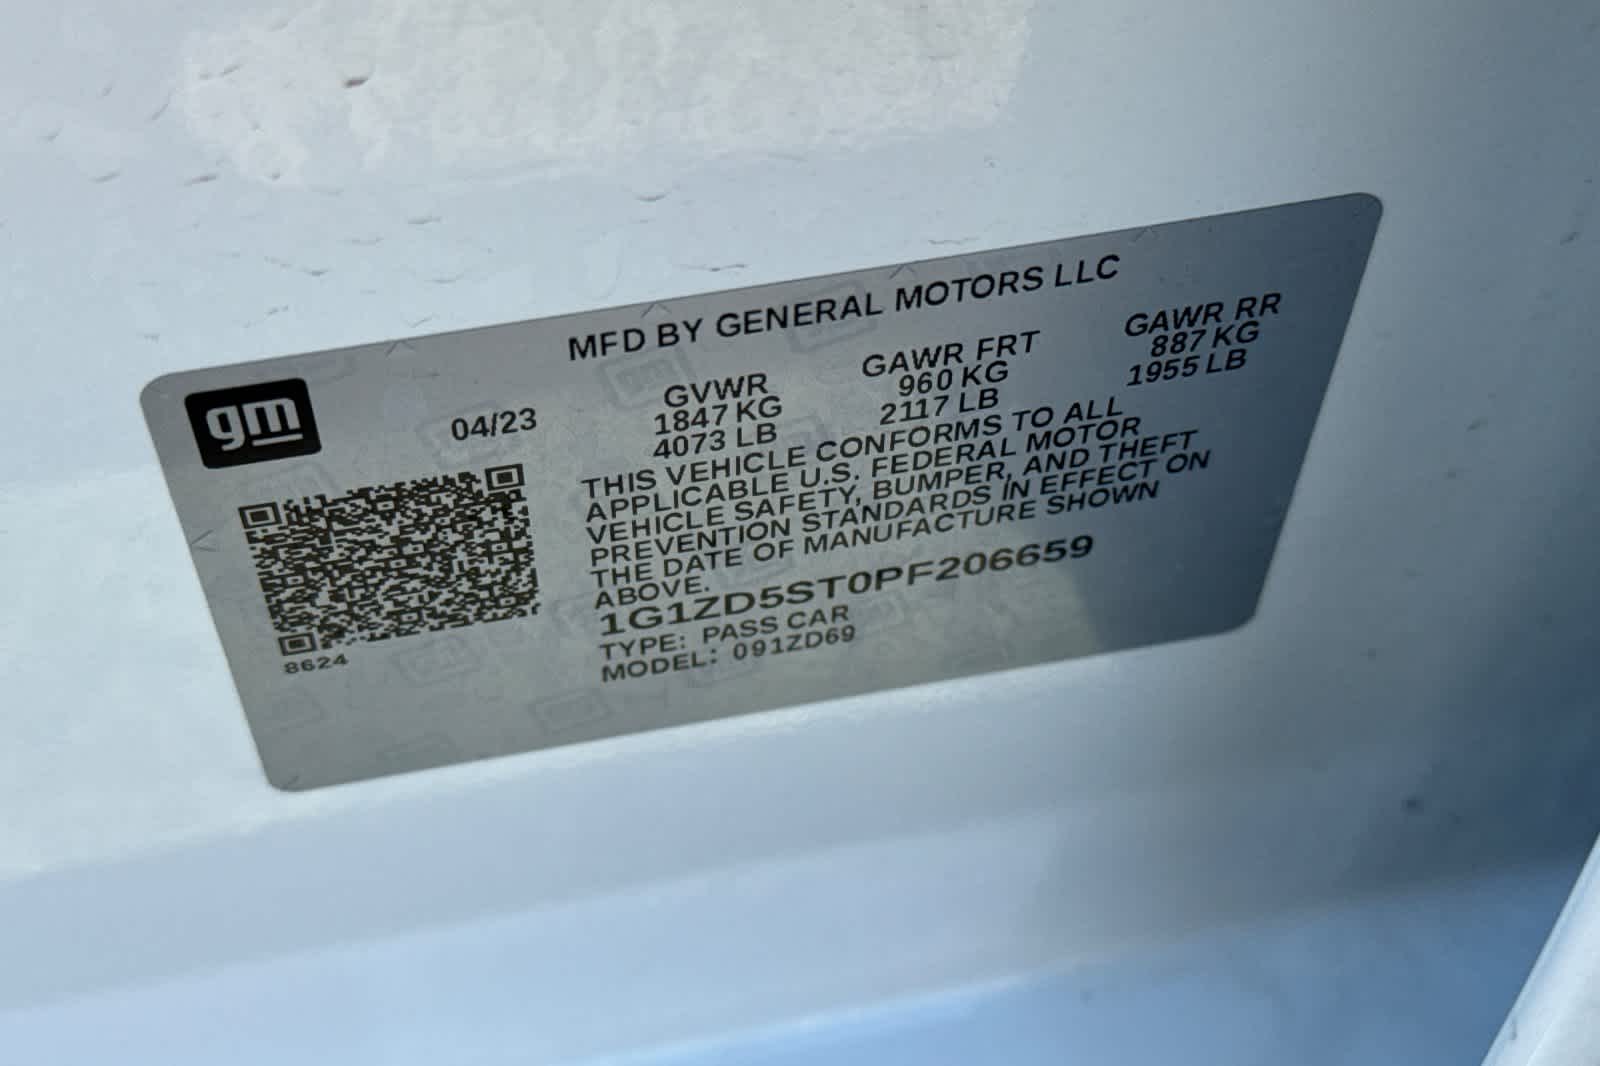 MFD BY GENERAL MOTORS LLC
gm
04/23
GVWR GAWR FRT GAWR RR
1847 KG 960 KG 887 KG
4073 LB 2117 LB 1955 LB
THIS VEHICLE CONFORMS TO ALL
APPLICABLE U.S. FEDERAL MOTOR
VEHICLE SAFETY, BUMPER, AND THEFT
PREVENTION STANDARDS IN EFFECT ON
THE DATE OF MANUFACTURE SHOWN
ABOVE.
1G1ZD5ST0PF206659
TYPE: PASS CAR
MODEL: 091ZD69
8624